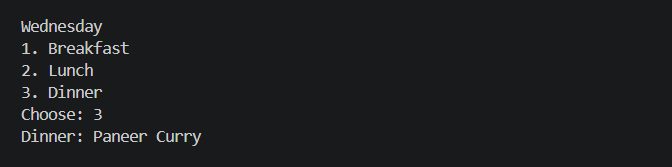 Wednesday
1. Breakfast
2. Lunch
3. Dinner
Choose: 3
Dinner: Paneer Curry